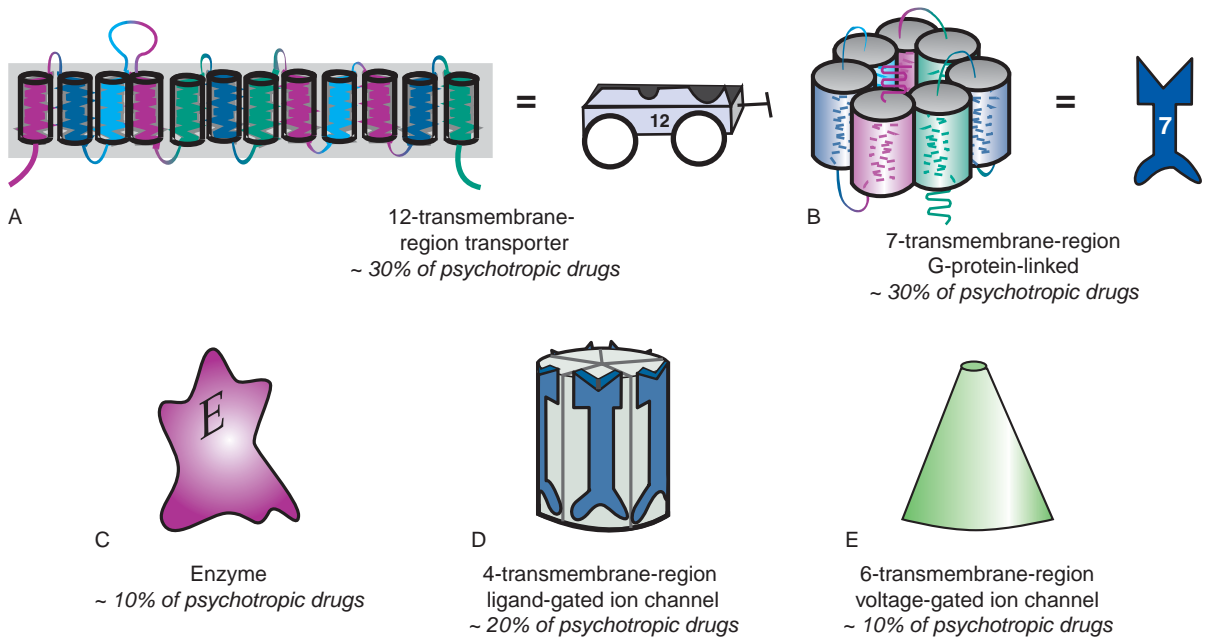 =
12
=
7
A
12-transmembrane-
region transporter
~ 30% of psychotropic drugs
B
7-transmembrane-region
G-protein-linked
~ 30% of psychotropic drugs
E
C
Enzyme
~ 10% of psychotropic drugs
D
4-transmembrane-region
ligand-gated ion channel
~ 20% of psychotropic drugs
E
6-transmembrane-region
voltage-gated ion channel
~ 10% of psychotropic drugs